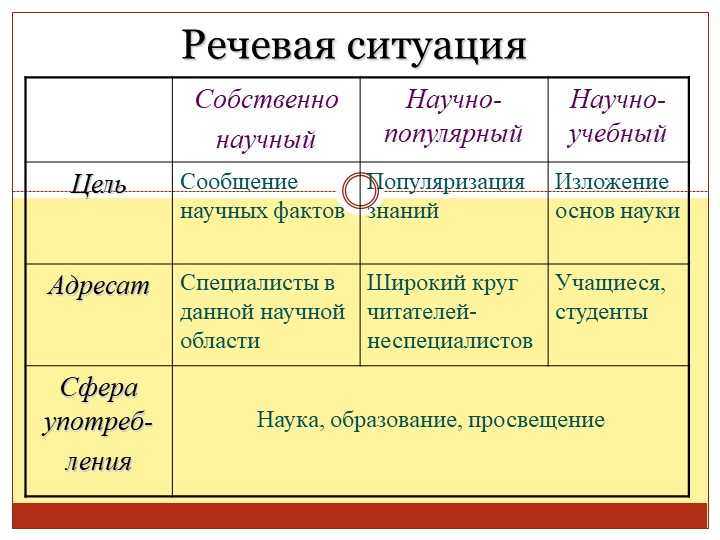 Речевая ситуация
Собственно
научный
Научно-
популярный
Научно-
учебный
Цель
Сообщение
научных фактов
Популяризация
знаний
Изложение
основ науки
Адресат
Специалисты в
данной научной
области
Широкий круг
читателей-
неспециалистов
Учащиеся,
студенты
Сфера
употреб-
ления
Наука, образование, просвещение